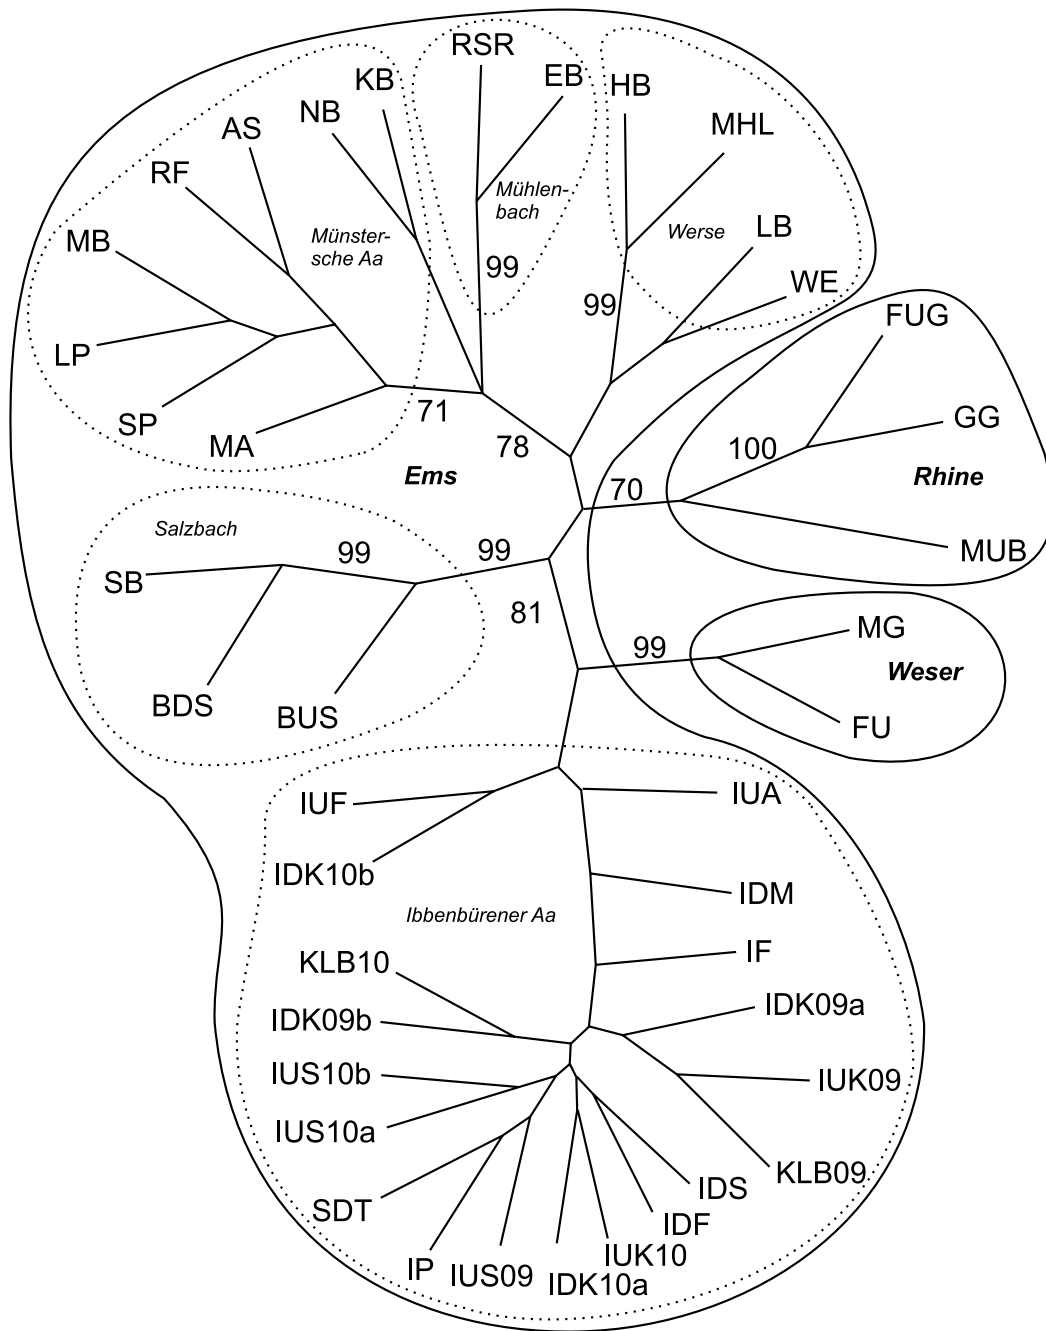 RSR
KB
EB
HB
NB
AS
MHL
RF
Mühlen-
bach
MB
Münster-
sche Aa
Werse
LB
99
WE
99
FUG
LP
SP
71
GG
MA
78
100
Ems
Rhine
70
Salzbach
99
99
MUB
SB
81
MG
99
Weser
BDS
BUS
FU
IUF
IUA
IDK10b
IDM
Ibbenbürener Aa
IF
KLB10
IDK09a
IDK09b
IUS10b
IUK09
IUS10a
KLB09
IDS
SDT
IDF
IUK10
IP
IUS09
IDK10a